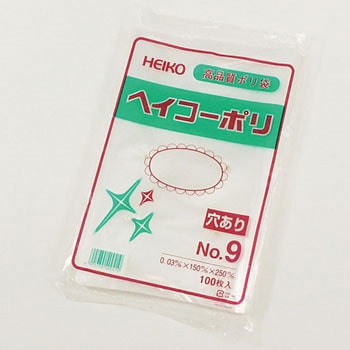 HEIKO 高品質ポリ袋
ヘイコーポリ
穴あり
No.9
0.03㎜×150㎜×250㎜
100枚入